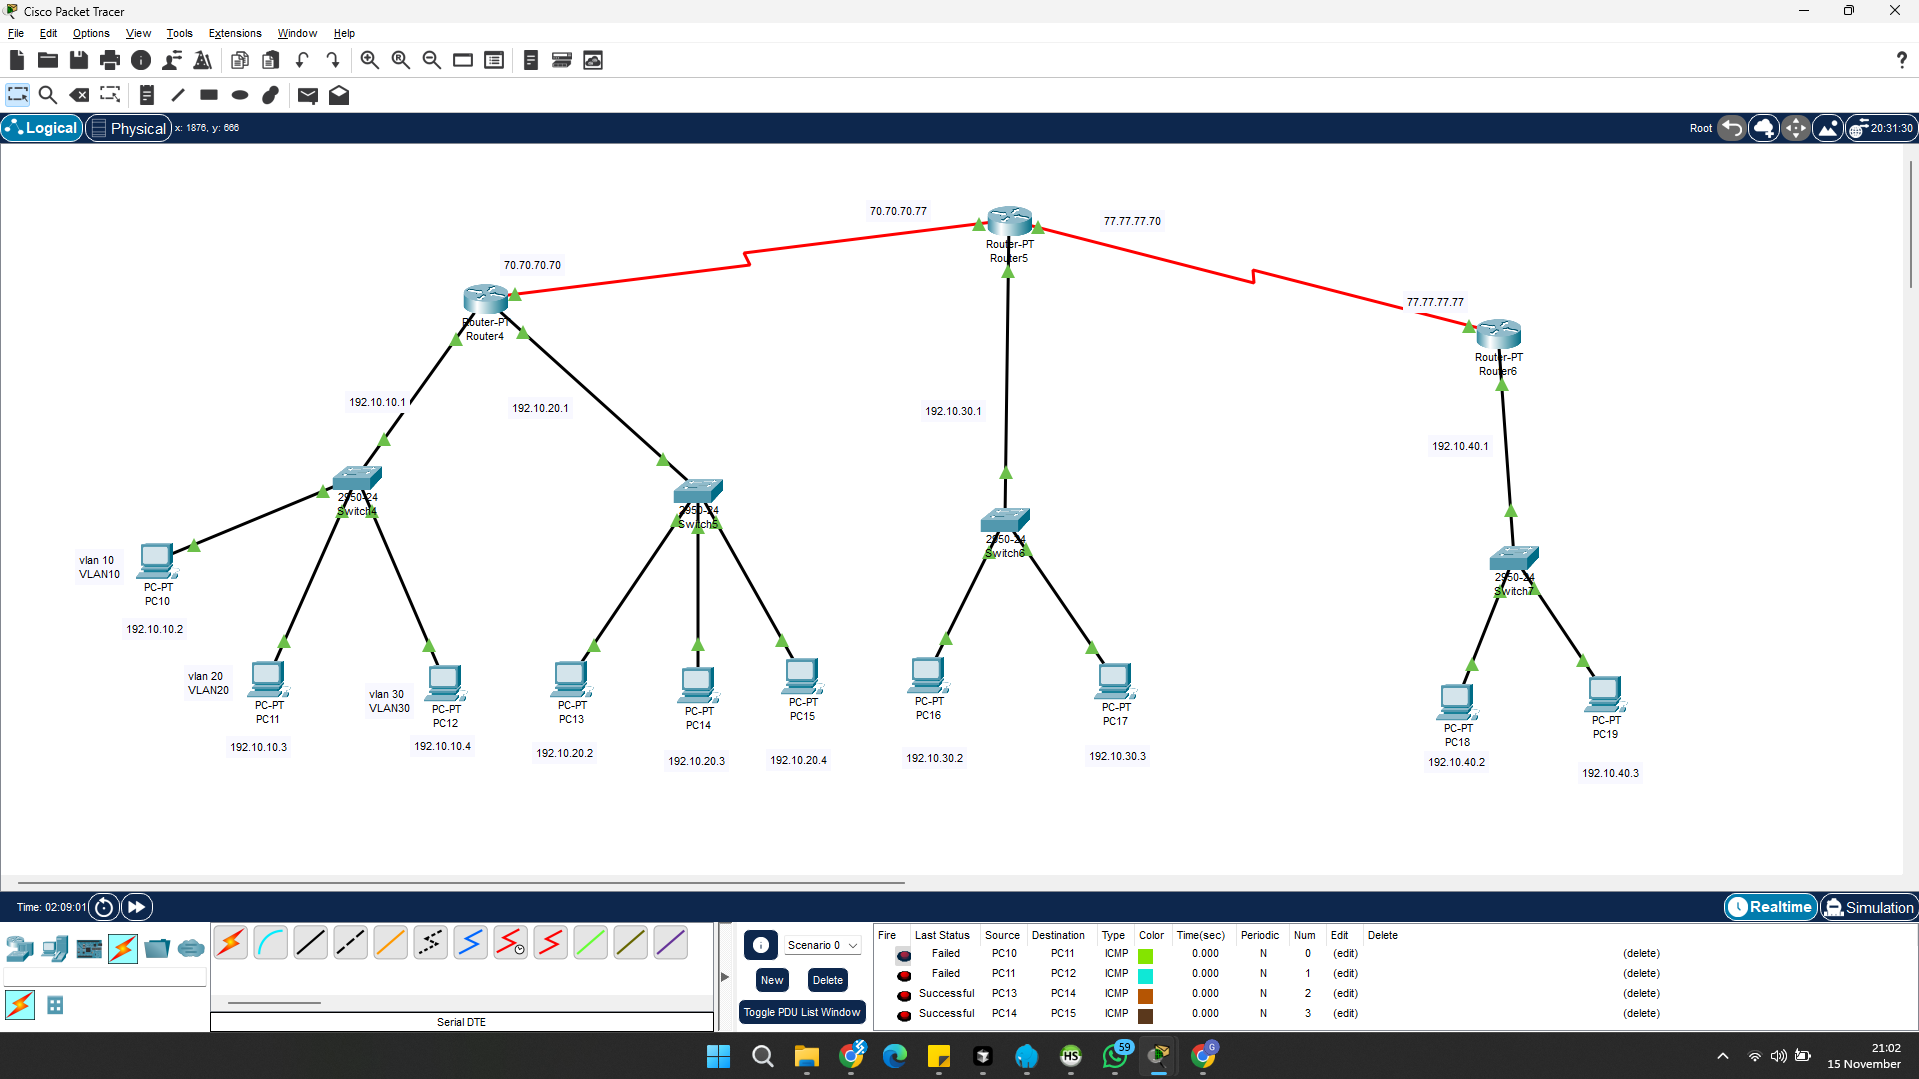 Cisco Packet Tracer
File Edit Options View Tools Extensions Window Help
Logical Physical x: 1876, y: 666 Root 20:31:30
70.70.70.77
77.77.77.70
Router-PT
Router5
70.70.70.70
77.77.77.77
Router-PT
Router4
Router-PT
Router6
192.10.10.1
192.10.20.1
192.10.30.1
192.10.40.1
2950-24
Switch4
2950-24
Switch5
2950-24
Switch6
2950-24
Switch7
vlan 10
VLAN10
PC-PT
PC10
192.10.10.2
vlan 20
VLAN20
PC-PT
PC11
192.10.10.3
vlan 30
VLAN30
PC-PT
PC12
192.10.10.4
PC-PT
PC13
192.10.20.2
PC-PT
PC14
192.10.20.3
PC-PT
PC15
192.10.20.4
PC-PT
PC16
192.10.30.2
PC-PT
PC17
192.10.30.3
PC-PT
PC18
192.10.40.2
PC-PT
PC19
192.10.40.3
Time: 02:09:01 Realtime Simulation
Serial DTE
Scenario 0
New Delete
Toggle PDU List Window
Fire Last Status Source Destination Type Color Time(sec) Periodic Num Edit Delete
Failed PC10 PC11 ICMP 0.000 N 0 (edit) (delete)
Failed PC11 PC12 ICMP 0.000 N 1 (edit) (delete)
Successful PC13 PC14 ICMP 0.000 N 2 (edit) (delete)
Successful PC14 PC15 ICMP 0.000 N 3 (edit) (delete)
HS
59
G
21:02
15 November